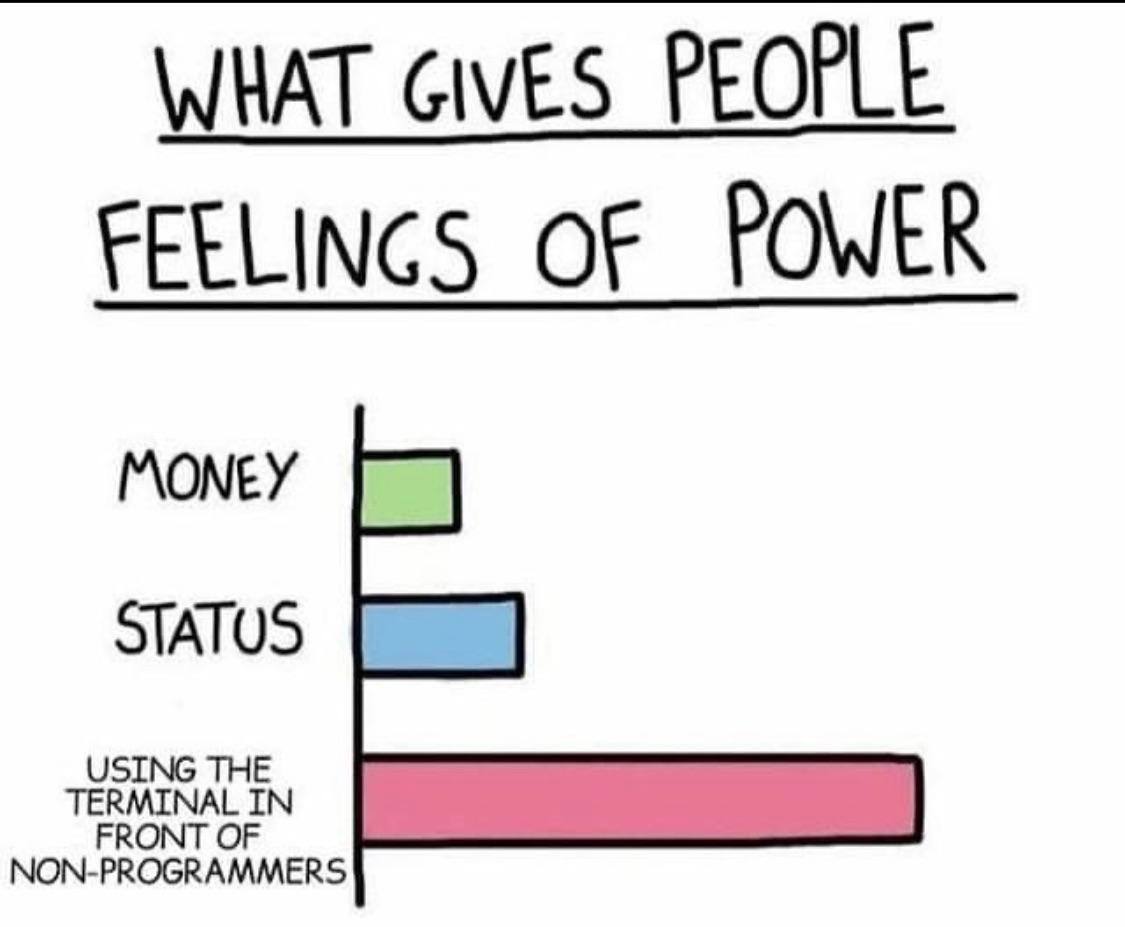 WHAT GIVES PEOPLE
FEELINGS OF POWER
MONEY
STATUS
USING THE
TERMINAL IN
FRONT OF
NON-PROGRAMMERS